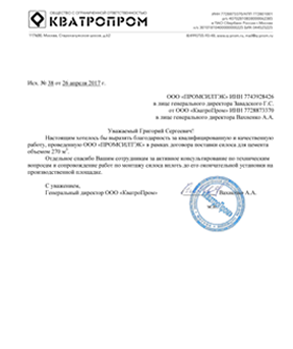 ОБЩЕСТВО С ОГРАНИЧЕННОЙ ОТВЕТСТВЕННОСТЬЮ
КВАТРОПРОМ
Исх. № 38 от 26 апреля 2017 г.
ООО «ПРОМСИЛТЭК» ИНН 7743928426
в лице генерального директора Завадского Г.С.
от ООО «КватроПром» ИНН 7728873370
в лице генерального директора Вахненко А.А.
Уважаемый Григорий Сергеевич!
Настоящим хотелось бы выразить благодарность за квалифицированную и качественную
работу, проведенную ООО «ПРОМСИЛТЭК» в рамках договора поставки силоса для цемента
объемом 270 м³.
Отдельное спасибо Вашим сотрудникам за активное консультирование по техническим
вопросам и сопровождение работ по монтажу силоса вплоть до его окончательной установки на
производственной площадке.
С уважением,
Генеральный директор ООО «КватроПром»
Вахненко А.А.